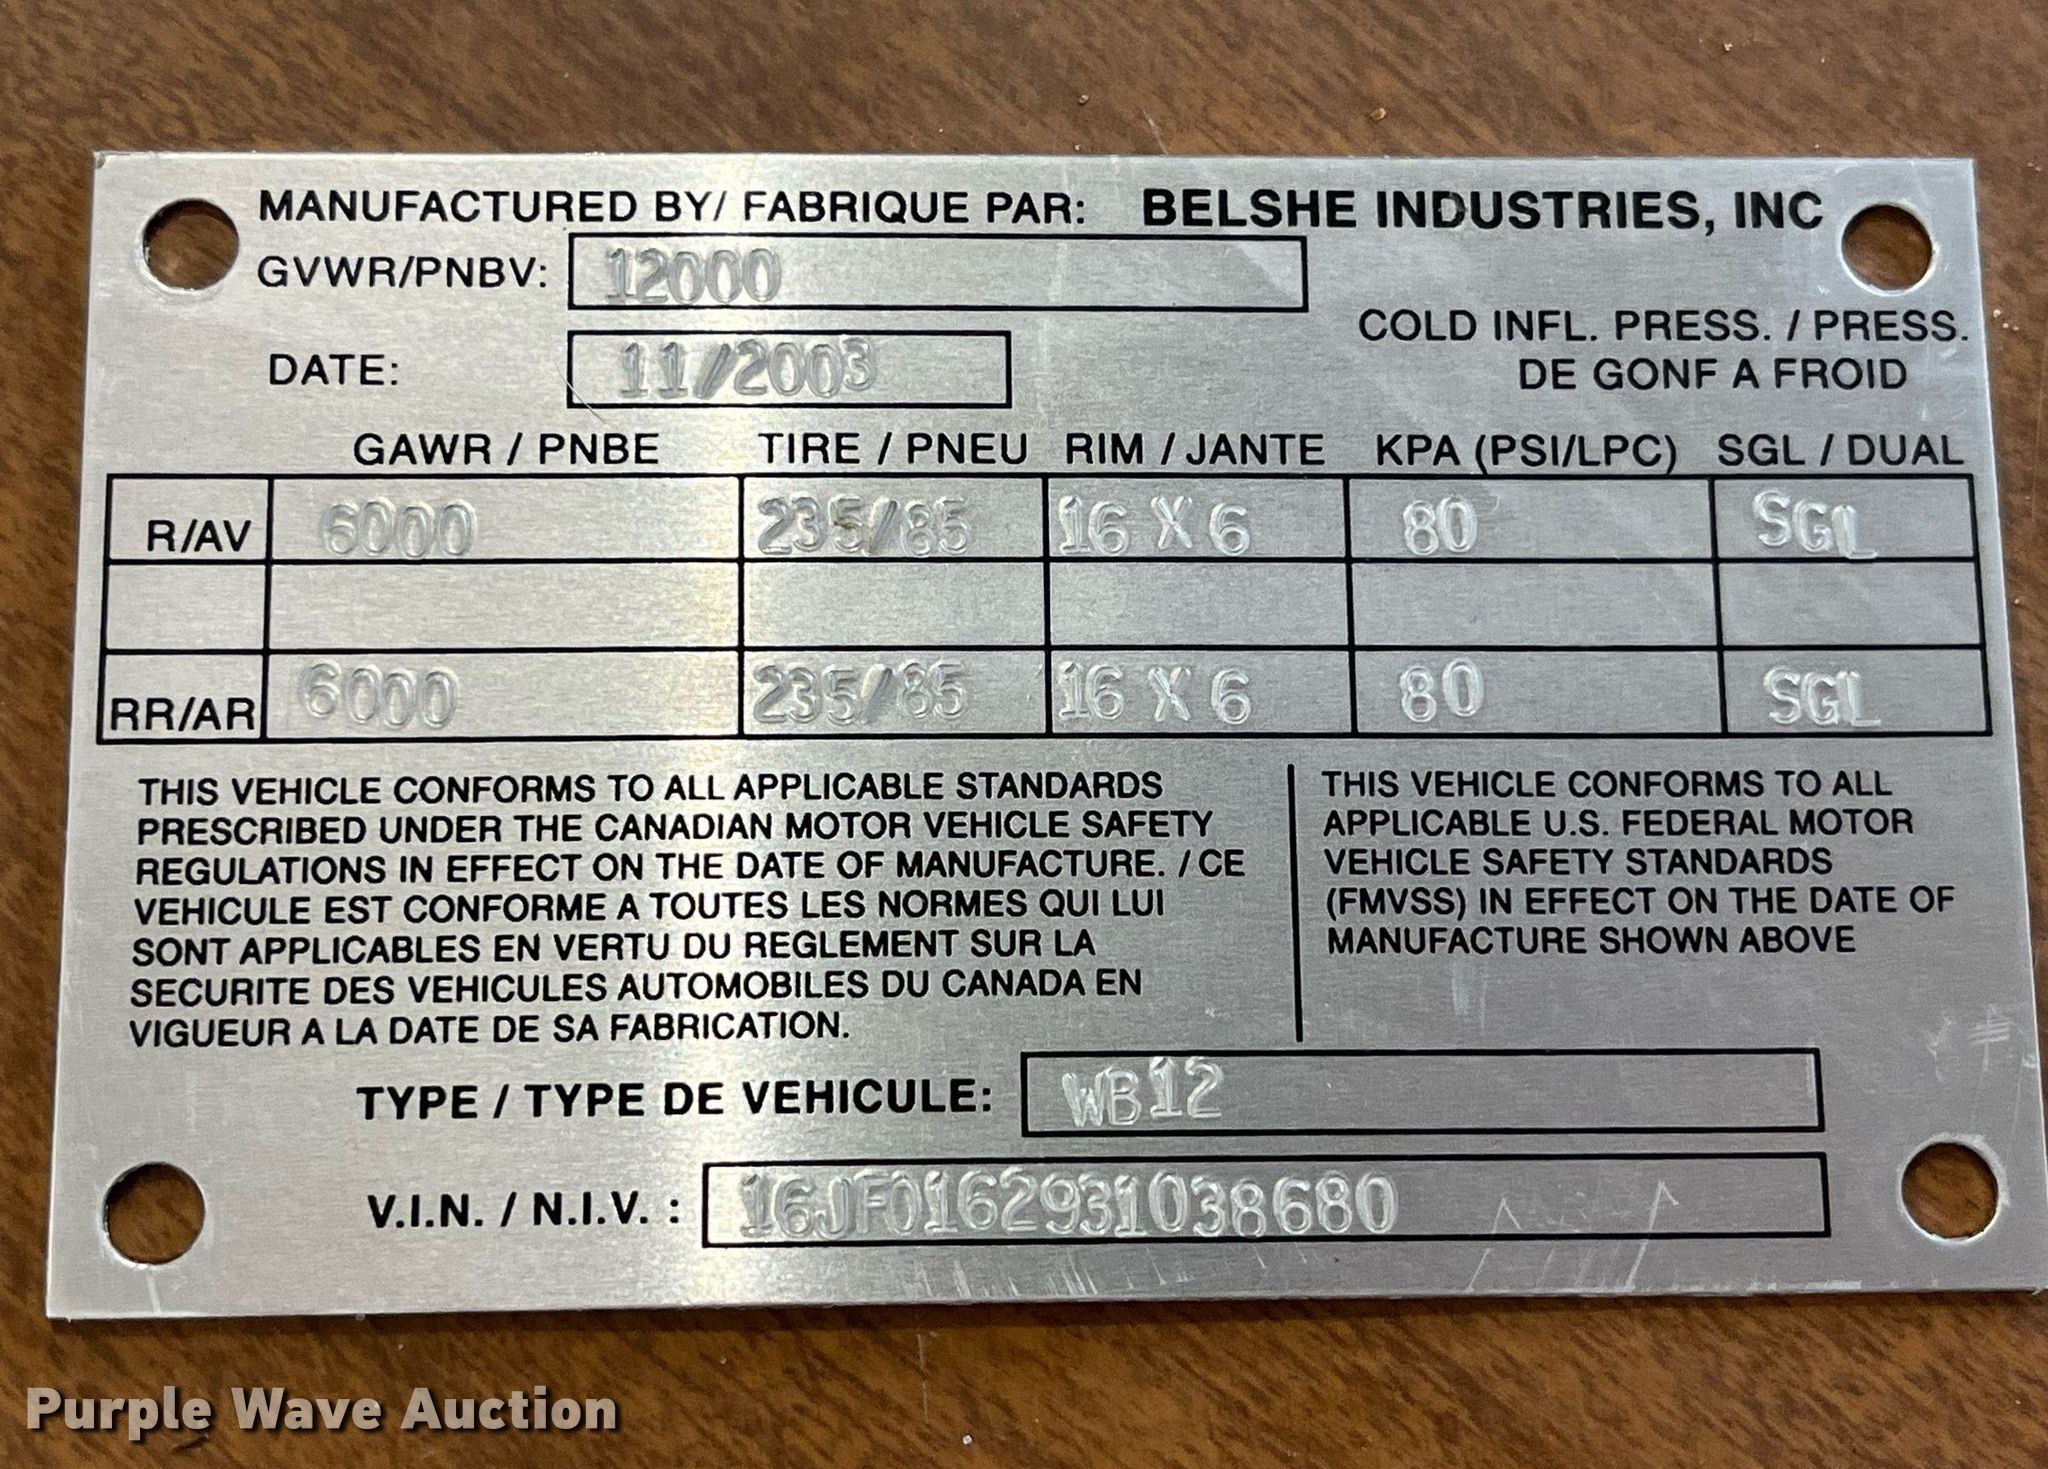 MANUFACTURED BY/ FABRIQUE PAR: BELSHE INDUSTRIES, INC
GVWR/PNBV: 12000
COLD INFL. PRESS. / PRESS.
DE GONF A FROID
DATE: 11/2003
GAWR / PNBE TIRE / PNEU RIM / JANTE KPA (PSI/LPC) SGL / DUAL
R/AV 6000 235/85 16 X 6 80 SGL
RR/AR 6000 235/85 16 X 6 80 SGL
THIS VEHICLE CONFORMS TO ALL APPLICABLE STANDARDS
PRESCRIBED UNDER THE CANADIAN MOTOR VEHICLE SAFETY
REGULATIONS IN EFFECT ON THE DATE OF MANUFACTURE. / CE
VEHICULE EST CONFORME A TOUTES LES NORMES QUI LUI
SONT APPLICABLES EN VERTU DU REGLEMENT SUR LA
SECURITE DES VEHICULES AUTOMOBILES DU CANADA EN
VIGUEUR A LA DATE DE SA FABRICATION.
THIS VEHICLE CONFORMS TO ALL
APPLICABLE U.S. FEDERAL MOTOR
VEHICLE SAFETY STANDARDS
(FMVSS) IN EFFECT ON THE DATE OF
MANUFACTURE SHOWN ABOVE
TYPE / TYPE DE VEHICULE: WB12
V.I.N. / N.I.V. : 16JF0162931038680
Purple Wave Auction